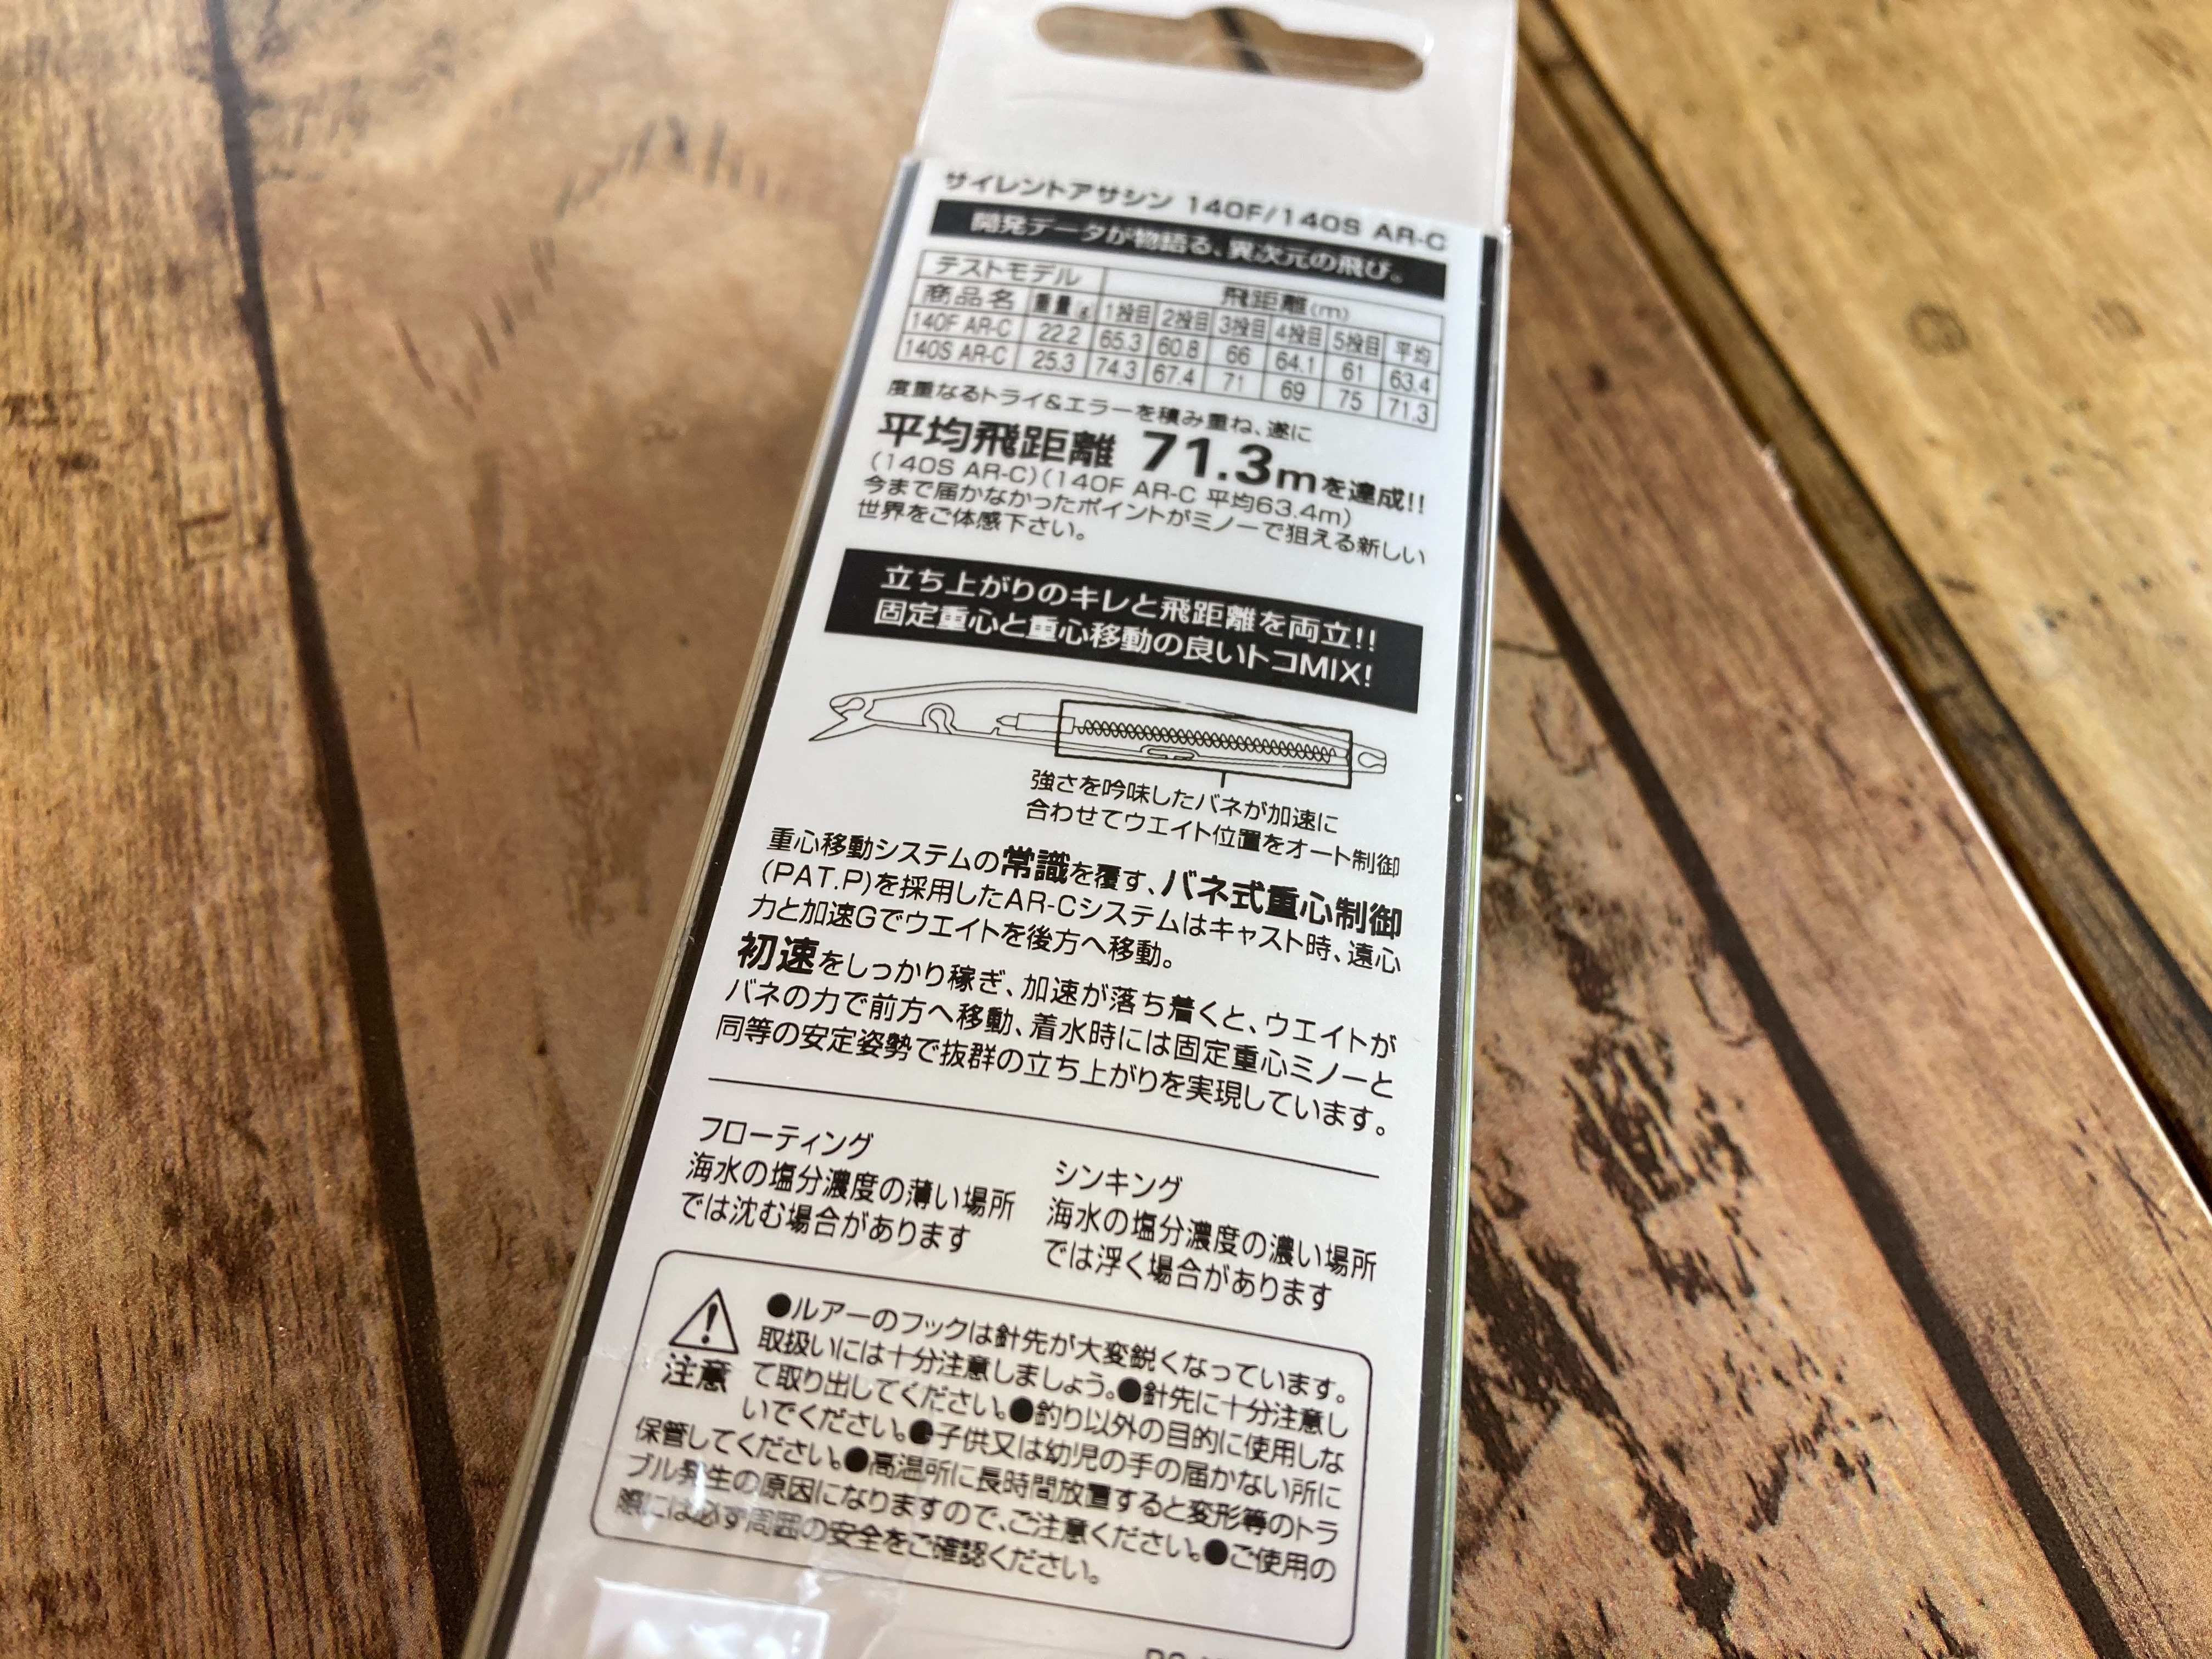 サイレントアサシン 140F/140S AR-C
開発データが物語る、異次元の飛び。
テストモデル 飛距離(m)
商品名 重量(g) 1投目 2投目 3投目 4投目 5投目 平均
140F AR-C 22.2 65.3 60.8 66 64.1 61 63.4
140S AR-C 25.3 74.3 67.4 71 69 75 71.3
度重なるトライ&エラーを積み重ね、遂に
平均飛距離 71.3mを達成!!
(140S AR-C)(140F AR-C 平均63.4m)
今まで届かなかったポイントがミノーで狙える新しい
世界をご体感下さい。
立ち上がりのキレと飛距離を両立!!
固定重心と重心移動の良いトコMIX!
強さを吟味したバネが加速に
合わせてウエイト位置をオート制御
重心移動システムの常識を覆す、バネ式重心制御
(PAT.P)を採用したAR-Cシステムはキャスト時、遠心
力と加速Gでウエイトを後方へ移動。
初速をしっかり稼ぎ、加速が落ち着くと、ウエイトが
バネの力で前方へ移動、着水時には固定重心ミノーと
同等の安定姿勢で抜群の立ち上がりを実現しています。
フローティング
海水の塩分濃度の薄い場所
では沈む場合があります
シンキング
海水の塩分濃度の濃い場所
では浮く場合があります
注意
●ルアーのフックは針先が大変鋭くなっています。
取扱いには十分注意しましょう。●針先に十分注意し
て取り出してください。●釣り以外の目的に使用しな
いでください。●子供又は幼児の手の届かない所に
保管してください。●高温所に長時間放置すると変形等のトラ
ブル発生の原因になりますので、ご注意ください。●ご使用の
際には必ず周囲の安全をご確認ください。